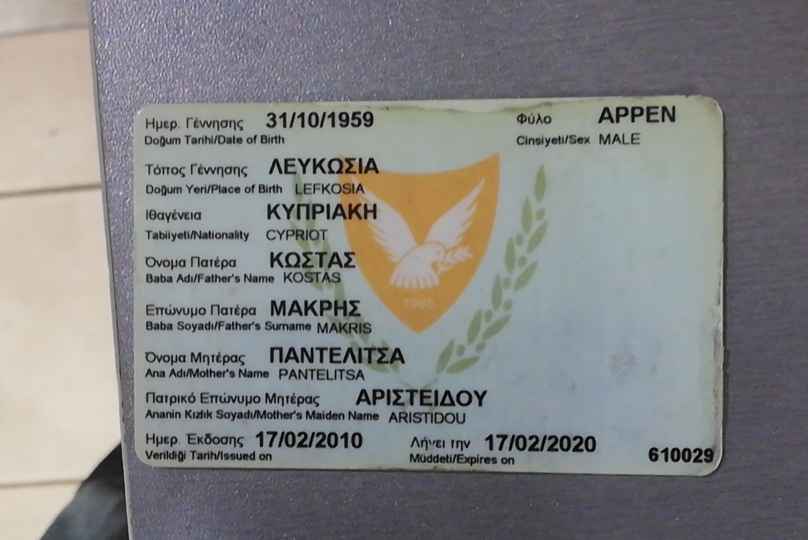 Ημερ. Γέννησης 31/10/1959 Φύλο ΑΡΡΕΝ
Doğum Tarihi/Date of Birth Cinsiyeti/Sex MALE
Τόπος Γέννησης ΛΕΥΚΩΣΙΑ
Doğum Yeri/Place of Birth LEFKOSIA
Ιθαγένεια ΚΥΠΡΙΑΚΗ
Tabiiyeti/Nationality CYPRIOT
Όνομα Πατέρα ΚΩΣΤΑΣ
Baba Adı/Father's Name KOSTAS
Επώνυμο Πατέρα ΜΑΚΡΗΣ
Baba Soyadı/Father's Surname MAKRIS
Όνομα Μητέρας ΠΑΝΤΕΛΙΤΣΑ
Ana Adı/Mother's Name PANTELITSA
Πατρικό Επώνυμο Μητέρας ΑΡΙΣΤΕΙΔΟΥ
Ananin Kızlık Soyadı/Mother's Maiden Name ARISTIDOU
Ημερ. Έκδοσης 17/02/2010 Λήγει την 17/02/2020
Verildiği Tarih/Issued on Müddeti/Expires on 610029